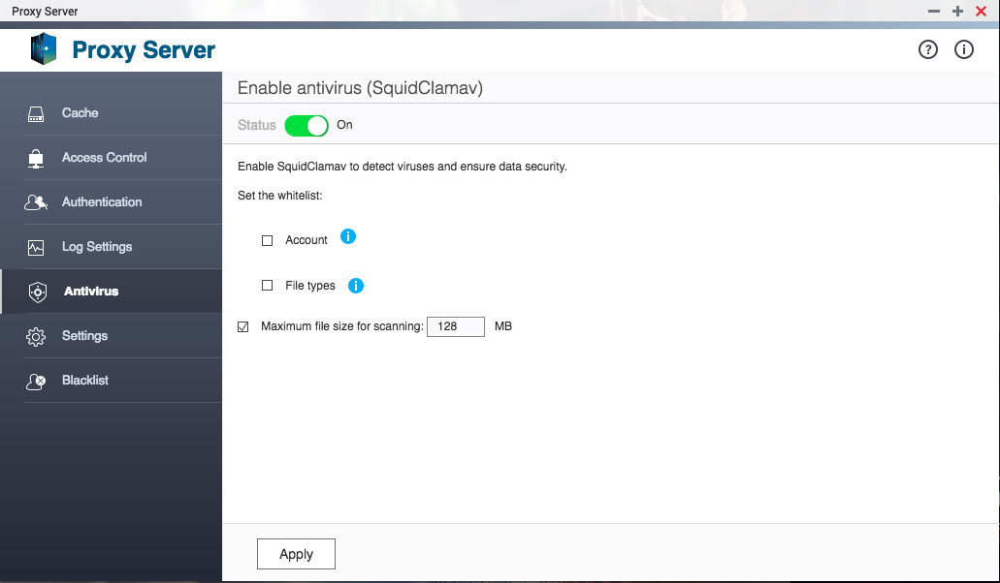 Proxy Server
Proxy Server
Cache
Access Control
Authentication
Log Settings
Antivirus
Settings
Blacklist
Enable antivirus (SquidClamav)
Status On
Enable SquidClamav to detect viruses and ensure data security.
Set the whitelist:
Account
File types
Maximum file size for scanning: 128 MB
Apply